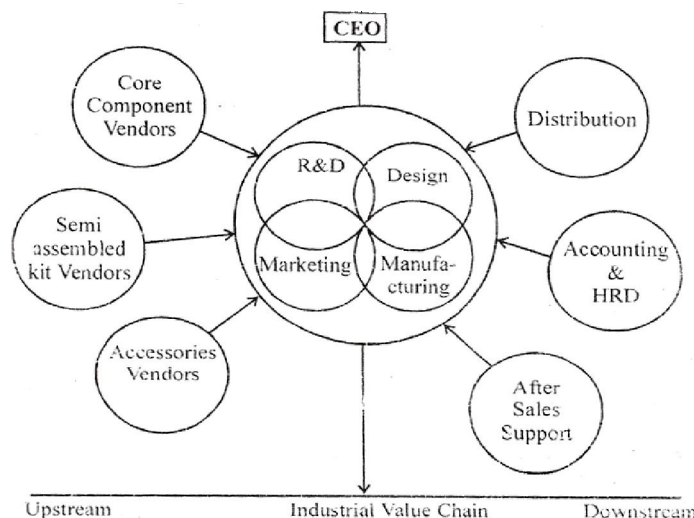 CEO
Core
Component
Vendors
Distribution
R&D
Design
Semi
assembled
kit Vendors
Marketing
Manufa-
cturing
Accounting
&
HRD
Accessories
Vendors
After
Sales
Support
Upstream
Industrial Value Chain
Downstream